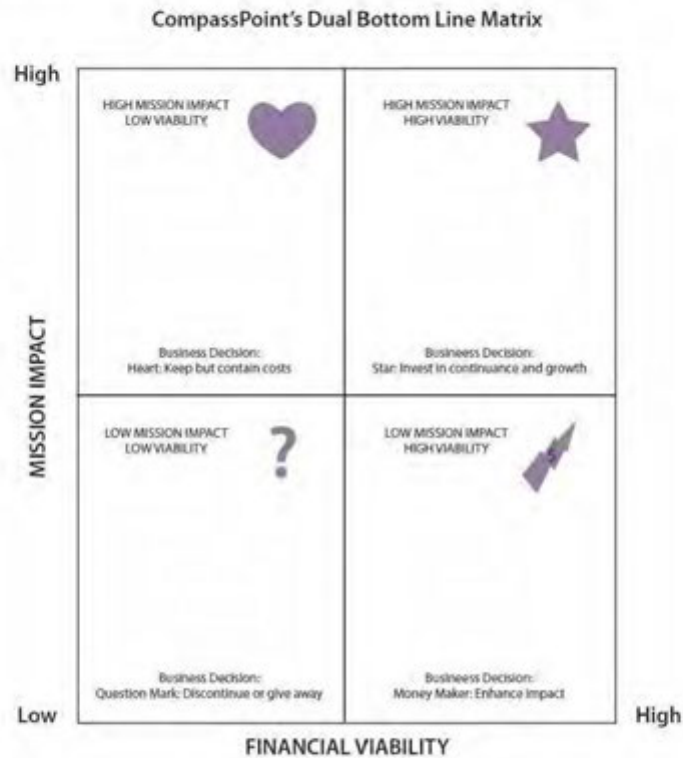 CompassPoint's Dual Bottom Line Matrix
High
HIGH MISSION IMPACT
LOW VIABILITY
HIGH MISSION IMPACT
HIGH VIABILITY
Business Decision:
Heart: Keep but contain costs
Busineess Decision:
Star: Invest in continuance and growth
MISSION IMPACT
LOW MISSION IMPACT
LOW VIABILITY
?
LOW MISSION IMPACT
HIGH VIABILITY
Business Decision:
Question Mark: Discontinue or give away
Busineess Decision:
Money Maker: Enhance impact
Low
High
FINANCIAL VIABILITY